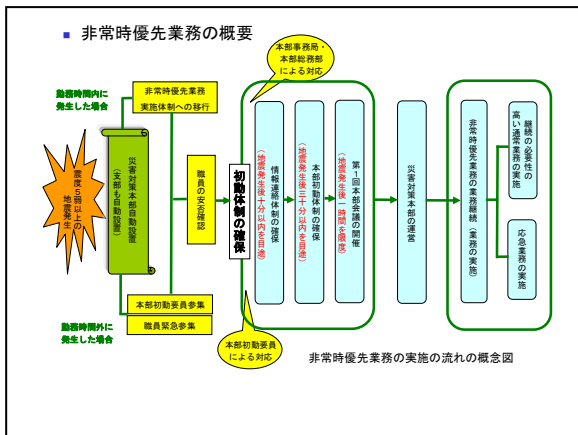 ■ 非常時優先業務の概要
本部事務局・
本部総務部
による対応
勤務時間内に
発生した場合
非常時優先業務
実施体制への移行
震度5弱以上の
地震発生
災害対策本部自動設置
(支部も自動設置)
職員の安否確認
初動体制の確保
情報連絡体制の確保
(地震発生後十分以内を目途)
本部初動体制の確保
(地震発生後三十分以内を目途)
第1回本部会議の開催
(地震発生後一時間を限度)
災害対策本部の運営
非常時優先業務の業務継続(業務の実施)
継続の必要性の
高い通常業務の実施
応急業務の実施
本部初動要員参集
職員緊急参集
勤務時間外に
発生した場合
本部初動要員
による対応
非常時優先業務の実施の流れの概念図